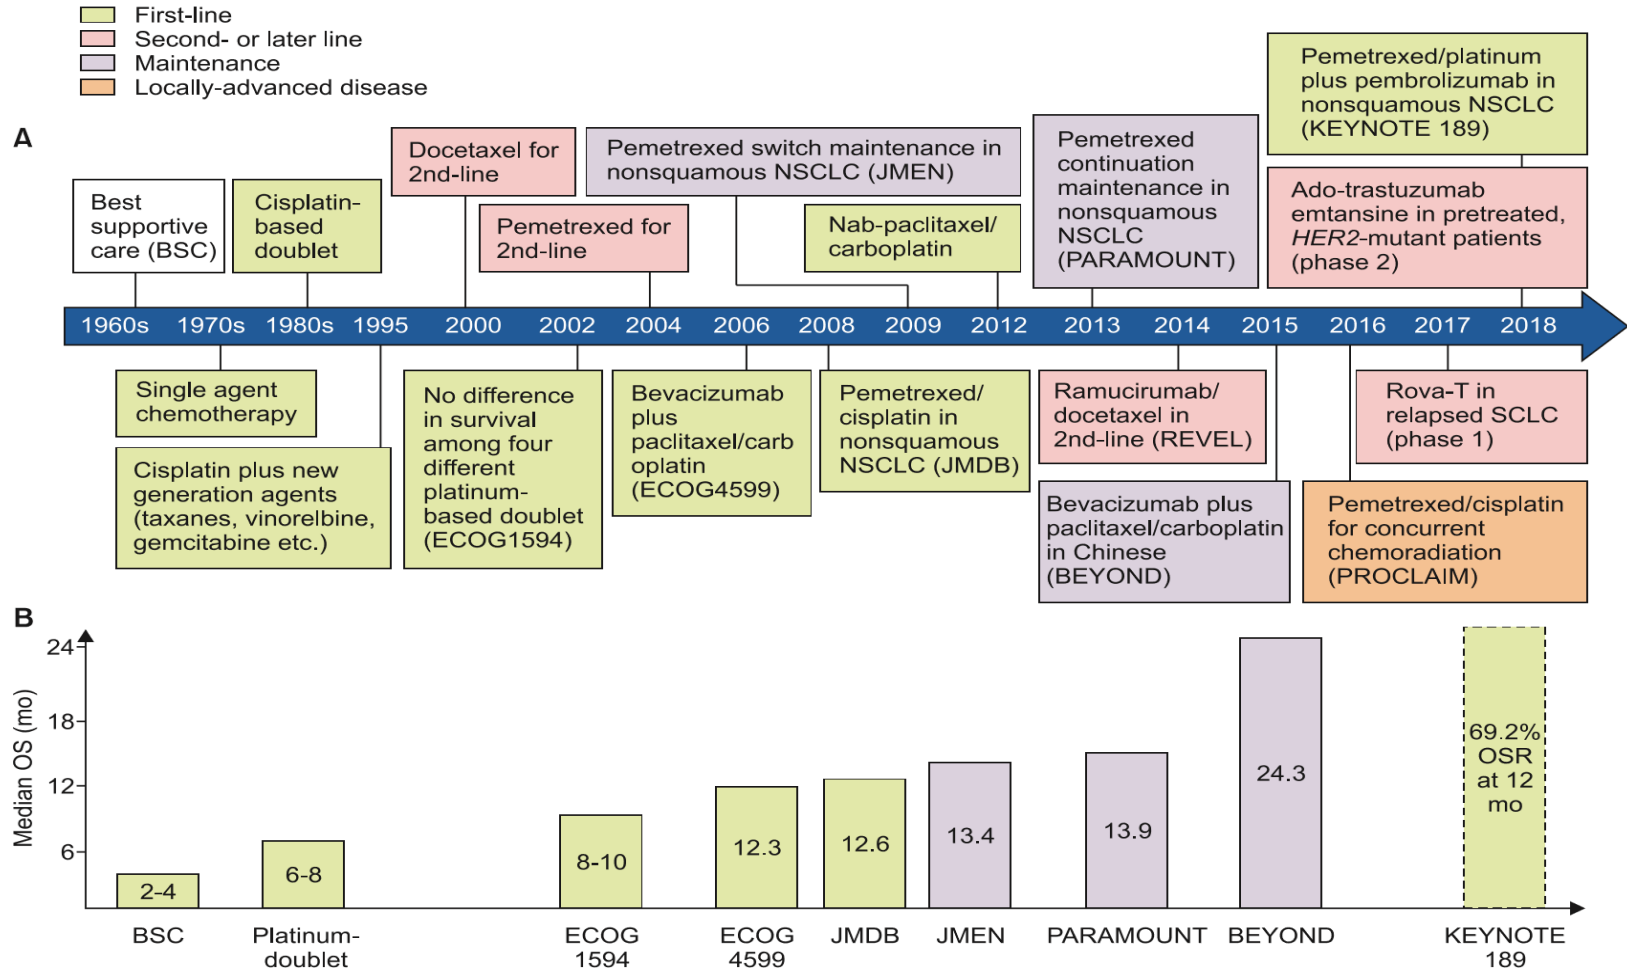 First-line
Second- or later line
Maintenance
Locally-advanced disease
A
Best
supportive
care (BSC)
Cisplatin-
based
doublet
Docetaxel for
2nd-line
Pemetrexed for
2nd-line
Pemetrexed switch maintenance in
nonsquamous NSCLC (JMEN)
Nab-paclitaxel/
carboplatin
Pemetrexed
continuation
maintenance in
nonsquamous
NSCLC
(PARAMOUNT)
Pemetrexed/platinum
plus pembrolizumab in
nonsquamous NSCLC
(KEYNOTE 189)
Ado-trastuzumab
emtansine in pretreated,
HER2-mutant patients
(phase 2)
1960s 1970s 1980s 1995 2000 2002 2004 2006 2008 2009 2012 2013 2014 2015 2016 2017 2018
Single agent
chemotherapy
Cisplatin plus new
generation agents
(taxanes, vinorelbine,
gemcitabine etc.)
No difference
in survival
among four
different
platinum-
based doublet
(ECOG1594)
Bevacizumab
plus
paclitaxel/carb
oplatin
(ECOG4599)
Pemetrexed/
cisplatin in
nonsquamous
NSCLC (JMDB)
Ramucirumab/
docetaxel in
2nd-line (REVEL)
Bevacizumab plus
paclitaxel/carboplatin
in Chinese
(BEYOND)
Rova-T in
relapsed SCLC
(phase 1)
Pemetrexed/cisplatin
for concurrent
chemoradiation
(PROCLAIM)
B
Median OS (mo)
24
18
12
6
2-4
6-8
8-10
12.3
12.6
13.4
13.9
24.3
69.2%
OSR
at 12
mo
BSC
Platinum-
doublet
ECOG
1594
ECOG
4599
JMDB
JMEN
PARAMOUNT
BEYOND
KEYNOTE
189